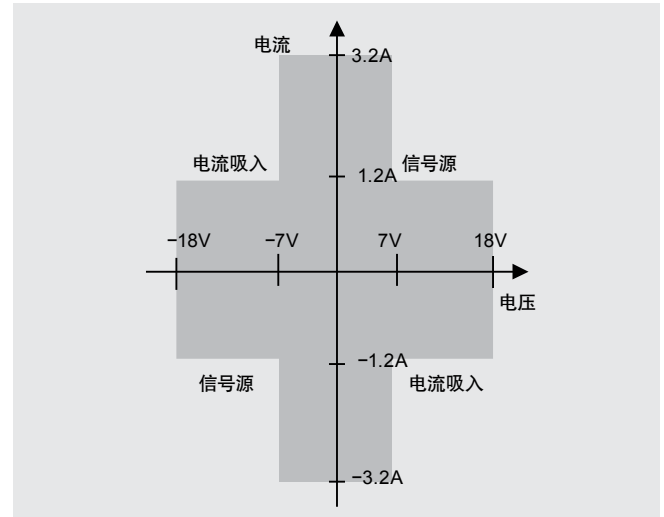 电流
3.2A
电流吸入
信号源
1.2A
−18V
−7V
7V
18V
电压
−1.2A
信号源
电流吸入
−3.2A